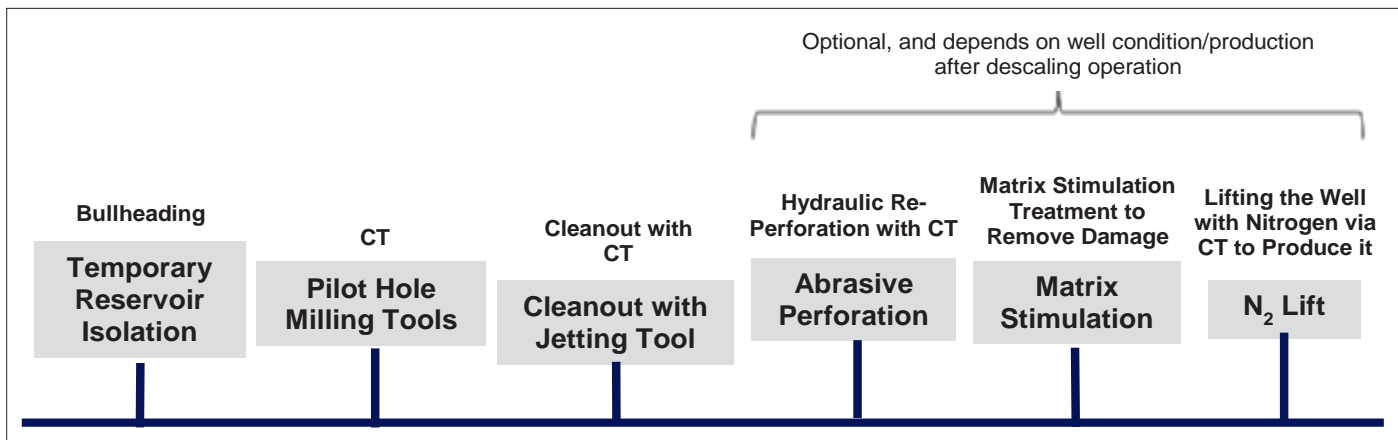 Optional, and depends on well condition/production
after descaling operation
Bullheading
Temporary
Reservoir
Isolation
CT
Pilot Hole
Milling Tools
Cleanout with
CT
Cleanout with
Jetting Tool
Hydraulic Re-
Perforation with CT
Abrasive
Perforation
Matrix Stimulation
Treatment to
Remove Damage
Matrix
Stimulation
Lifting the Well
with Nitrogen via
CT to Produce it
N₂ Lift